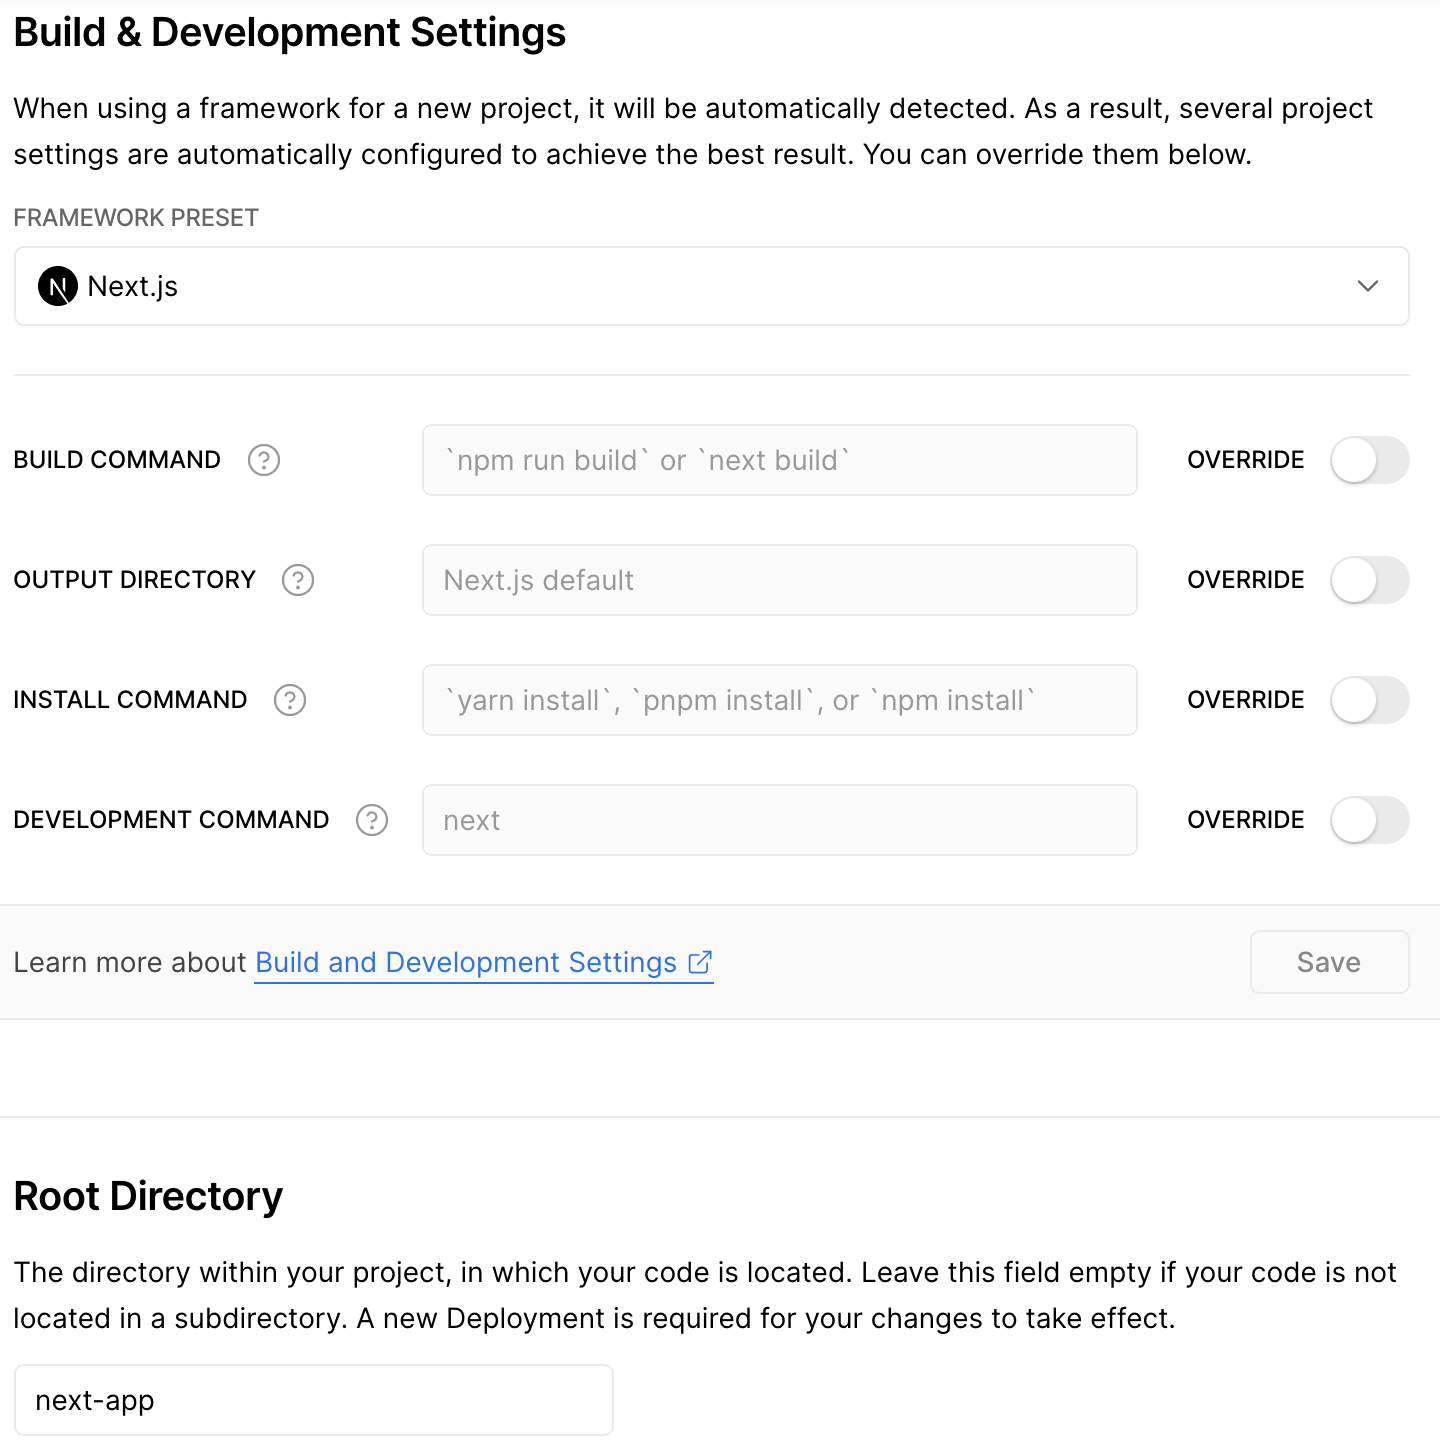 Build & Development Settings
When using a framework for a new project, it will be automatically detected. As a result, several project
settings are automatically configured to achieve the best result. You can override them below.
FRAMEWORK PRESET
N Next.js
BUILD COMMAND ? `npm run build` or `next build` OVERRIDE
OUTPUT DIRECTORY ? Next.js default OVERRIDE
INSTALL COMMAND ? `yarn install`, `pnpm install`, or `npm install` OVERRIDE
DEVELOPMENT COMMAND ? next OVERRIDE
Learn more about Build and Development Settings Save
Root Directory
The directory within your project, in which your code is located. Leave this field empty if your code is not
located in a subdirectory. A new Deployment is required for your changes to take effect.
next-app